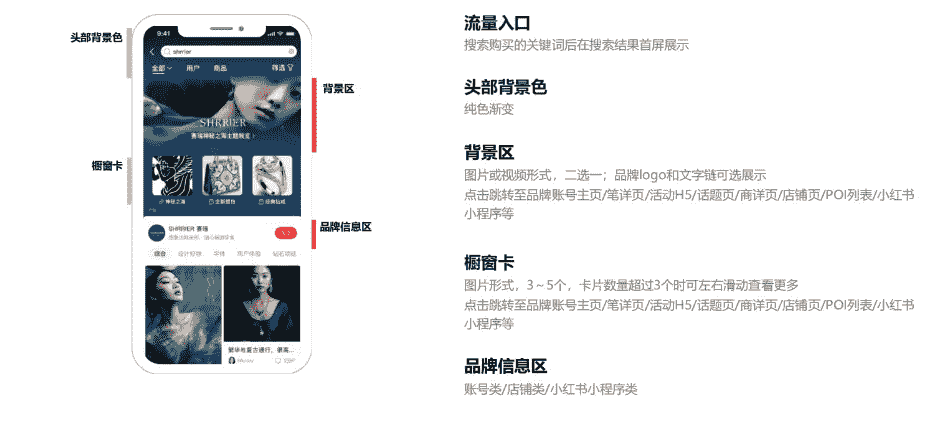 头部背景色
橱窗卡
背景区
品牌信息区
9:41
shrrier
全部
用户
商品
筛选
SHRRIER
神秘之海
SHRRIER 赛瑞
综合
流量入口
搜索购买的关键词后在搜索结果首屏展示
头部背景色
纯色渐变
背景区
图片或视频形式，二选一；品牌logo和文字链可选展示
点击跳转至品牌账号主页/笔详页/活动H5/话题页/商详页/店铺页/POI列表/小红书
小程序等
橱窗卡
图片形式，3～5个，卡片数量超过3个时可左右滑动查看更多
点击跳转至品牌账号主页/笔详页/活动H5/话题页/商详页/店铺页/POI列表/小红书
小程序等
品牌信息区
账号类/店铺类/小红书小程序类